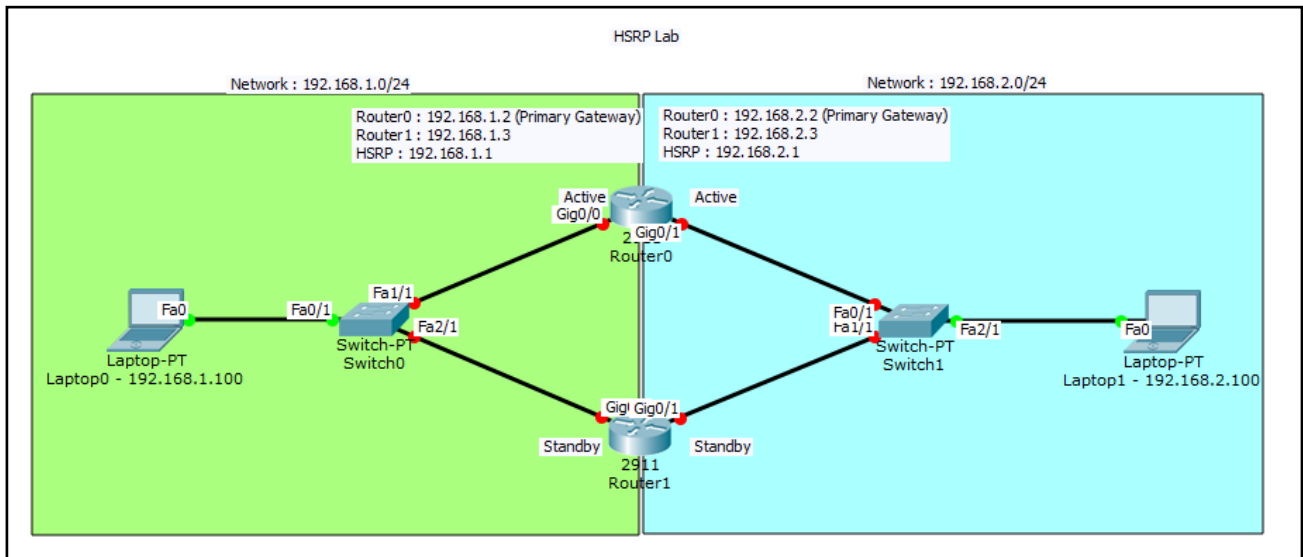 HSRP Lab
Network : 192.168.1.0/24
Network : 192.168.2.0/24
Router0 : 192.168.1.2 (Primary Gateway)
Router1 : 192.168.1.3
HSRP : 192.168.1.1
Router0 : 192.168.2.2 (Primary Gateway)
Router1 : 192.168.2.3
HSRP : 192.168.2.1
Active
Active
Gig0/0
Gig0/1
Router0
Fa1/1
Fa0
Fa0/1
Fa2/1
Laptop-PT
Laptop0 - 192.168.1.100
Switch-PT
Switch0
Fa0/1
Fa1/1
Fa2/1
Fa0
Switch-PT
Switch1
Laptop-PT
Laptop1 - 192.168.2.100
Gig0/1
Standby
Standby
2911
Router1